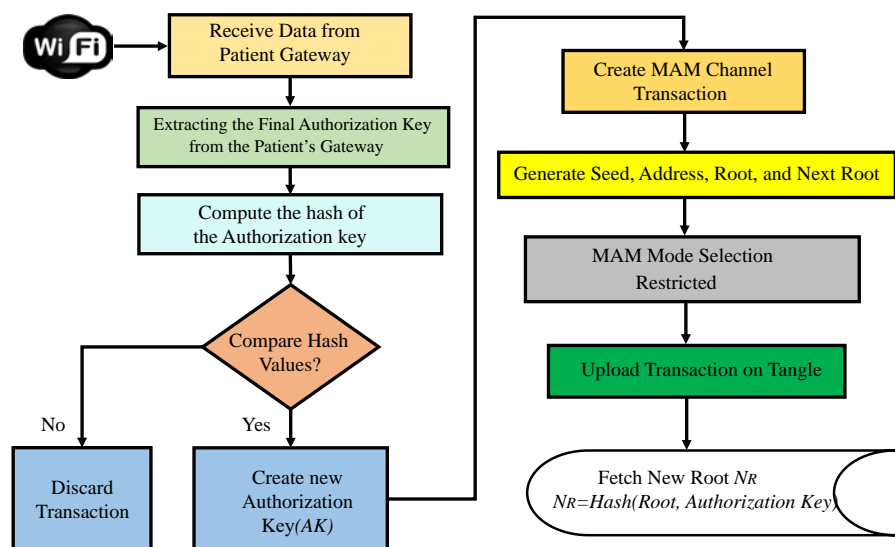 Wi Fi
Receive Data from
Patient Gateway
Extracting the Final Authorization Key
from the Patient's Gateway
Compute the hash of
the Authorization key
Compare Hash
Values?
No
Yes
Discard
Transaction
Create new
Authorization
Key(AK)
Create MAM Channel
Transaction
Generate Seed, Address, Root, and Next Root
MAM Mode Selection
Restricted
Upload Transaction on Tangle
Fetch New Root NR
NR=Hash(Root, Authorization Key)